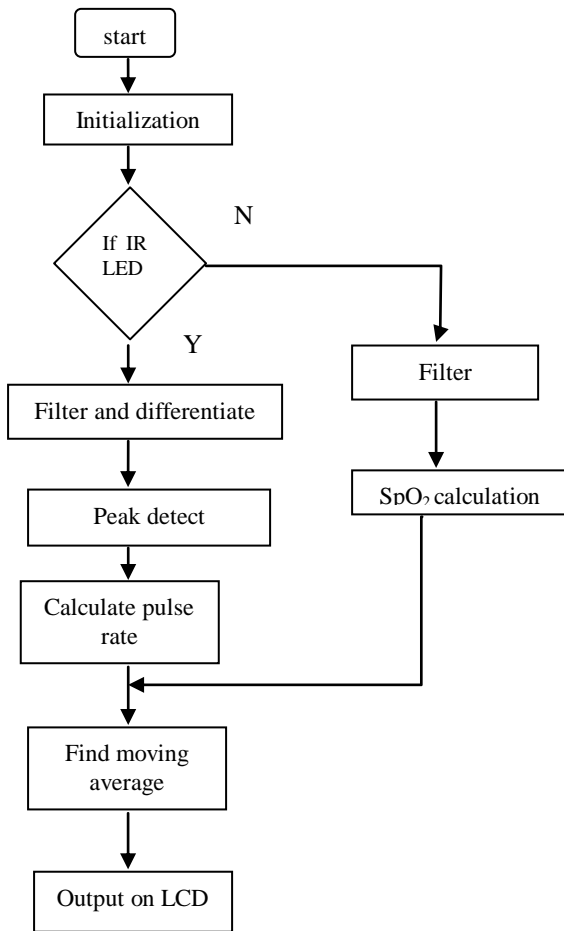 start
Initialization
If IR
LED
N
Y
Filter and differentiate
Filter
Peak detect
SpO₂ calculation
Calculate pulse
rate
Find moving
average
Output on LCD